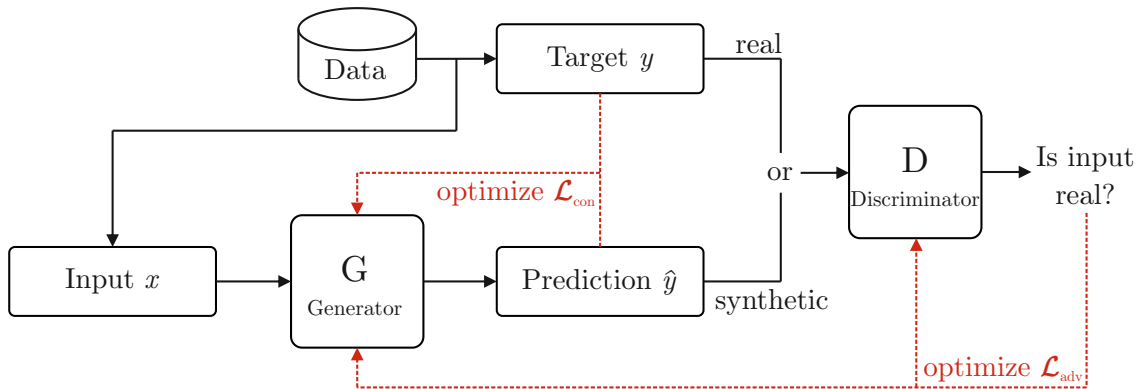 Data
Target y
real
optimize 𝓛con
or
D
Discriminator
Is input
real?
Input x
G
Generator
Prediction ŷ
synthetic
optimize 𝓛adv